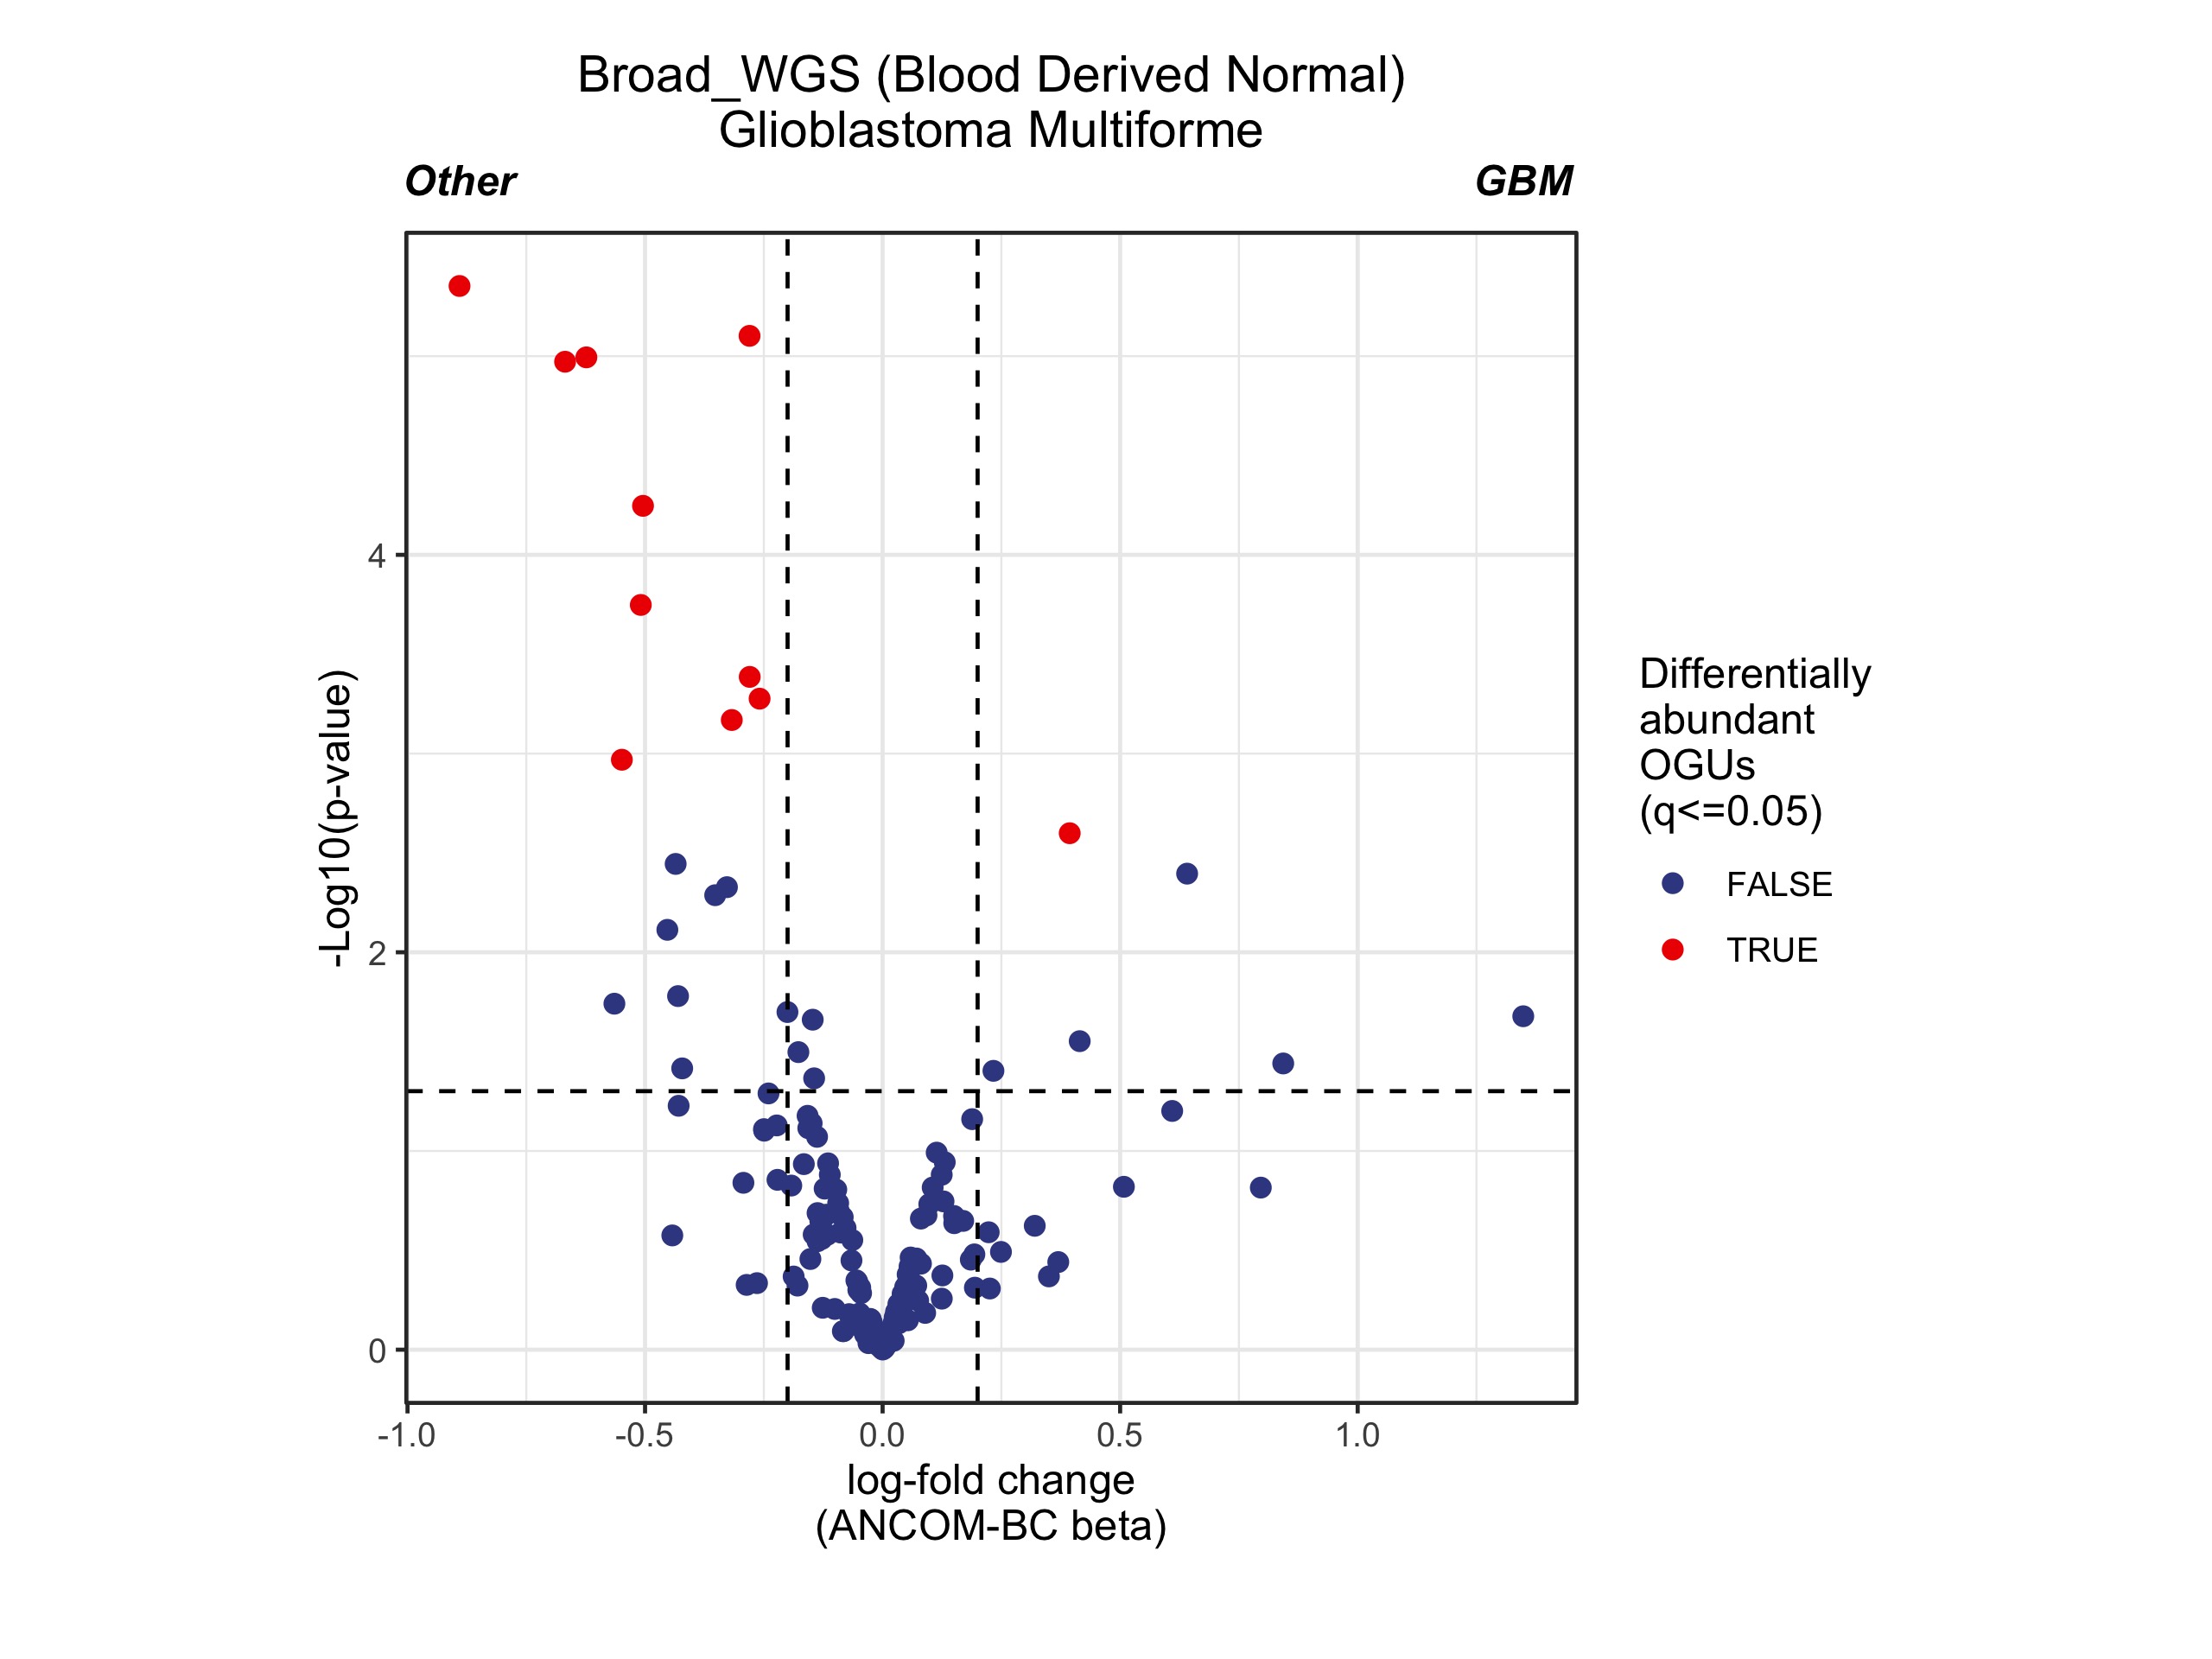 Broad_WGS (Blood Derived Normal)
Glioblastoma Multiforme
Other
GBM
-Log10(p-value)
4
2
0
-1.0
-0.5
0.0
0.5
1.0
log-fold change
(ANCOM-BC beta)
Differentially
abundant
OGUs
(q<=0.05)
FALSE
TRUE